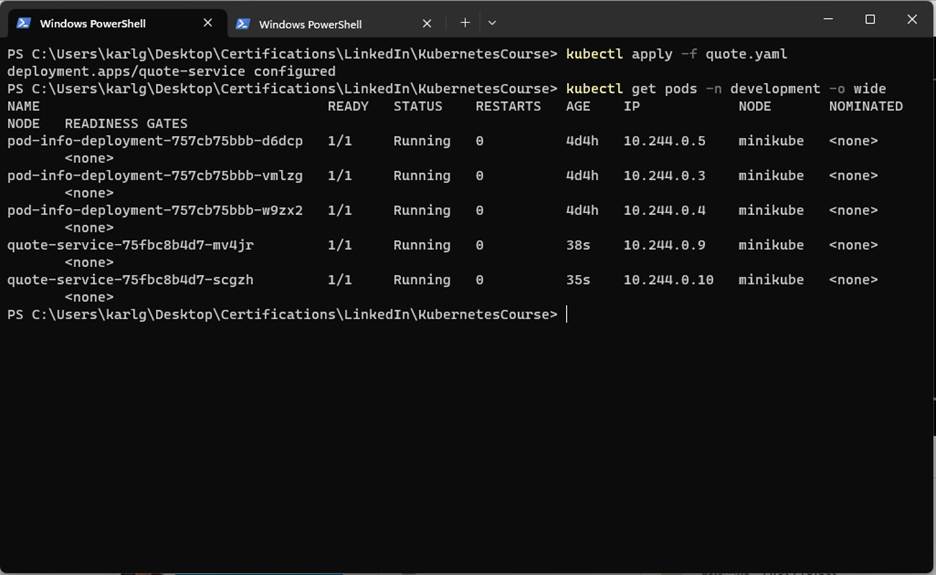 Windows PowerShell
Windows PowerShell
PS C:\Users\karlg\Desktop\Certifications\LinkedIn\KubernetesCourse> kubectl apply -f quote.yaml
deployment.apps/quote-service configured
PS C:\Users\karlg\Desktop\Certifications\LinkedIn\KubernetesCourse> kubectl get pods -n development -o wide
NAME READY STATUS RESTARTS AGE IP NODE NOMINATED
NODE READINESS GATES
pod-info-deployment-757cb75bbb-d6dcp 1/1 Running 0 4d4h 10.244.0.5 minikube <none>
<none>
pod-info-deployment-757cb75bbb-vmlzg 1/1 Running 0 4d4h 10.244.0.3 minikube <none>
<none>
pod-info-deployment-757cb75bbb-w9zx2 1/1 Running 0 4d4h 10.244.0.4 minikube <none>
<none>
quote-service-75fbc8b4d7-mv4jr 1/1 Running 0 38s 10.244.0.9 minikube <none>
<none>
quote-service-75fbc8b4d7-scgzh 1/1 Running 0 35s 10.244.0.10 minikube <none>
<none>
PS C:\Users\karlg\Desktop\Certifications\LinkedIn\KubernetesCourse>